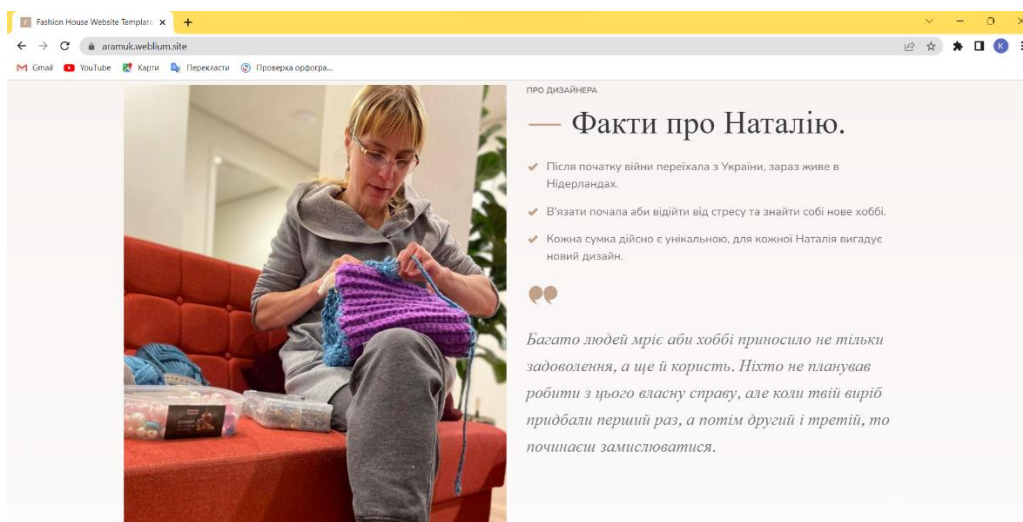 Fashion House Website Template
aramuk.weblium.site
Gmail YouTube Карти Перекласти Проверка орфогра...
ПРО ДИЗАЙНЕРА
Факти про Наталію.
Після початку війни переїхала з України, зараз живе в
Нідерландах.
В'язати почала аби відійти від стресу та знайти собі нове хоббі.
Кожна сумка дійсно є унікальною, для кожної Наталія вигадує
новий дизайн.
Багато людей мріє аби хоббі приносило не тільки
задоволення, а ще й користь. Ніхто не планував
робити з цього власну справу, але коли твій виріб
придбали перший раз, а потім другий і третій, то
починаєш замислюватися.